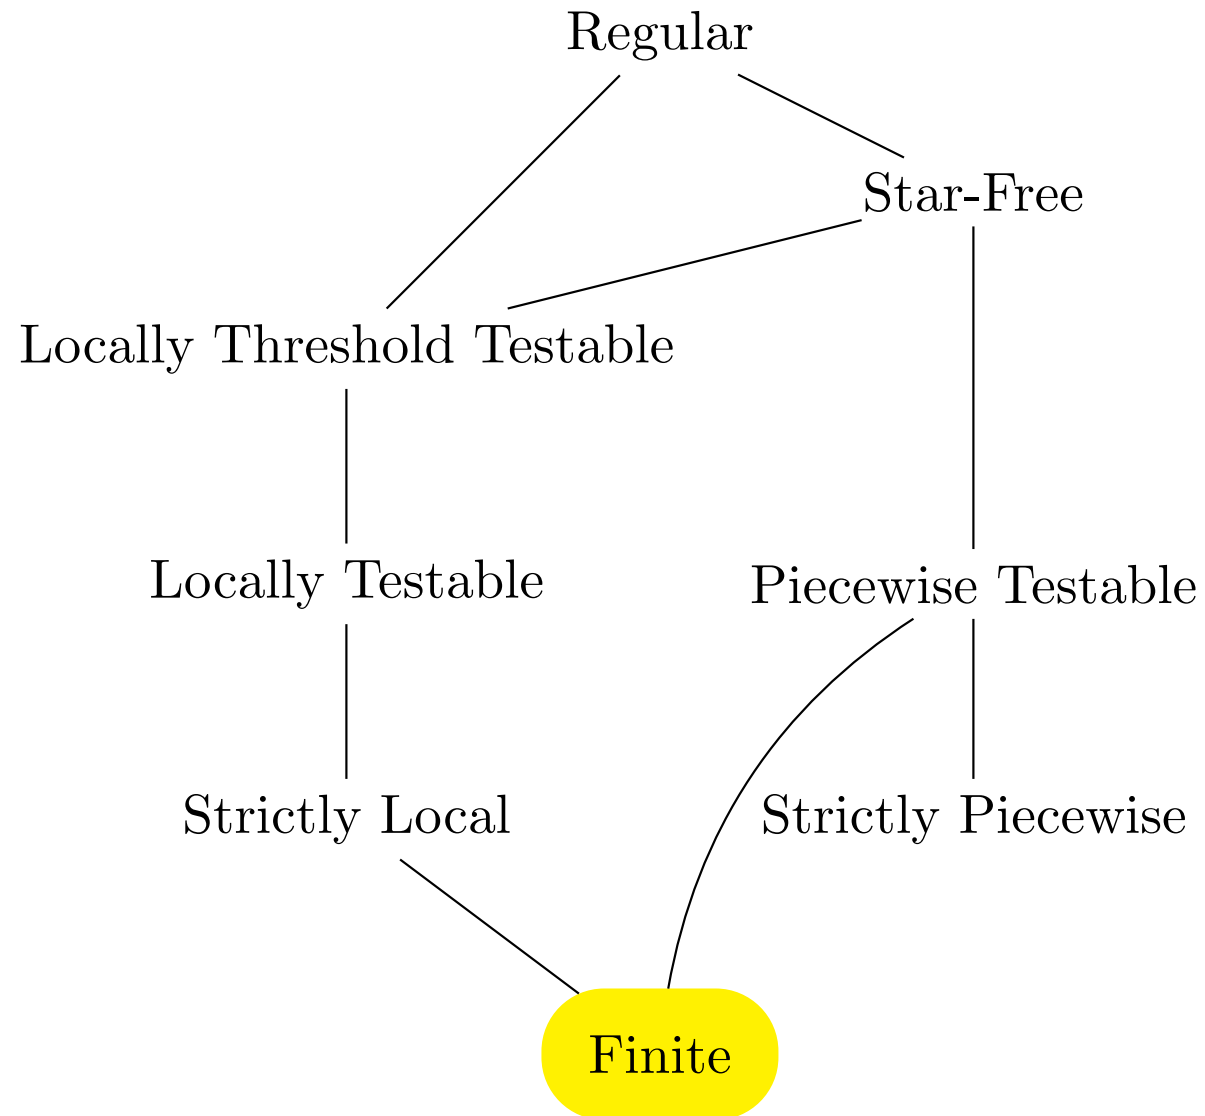 Regular
Star-Free
Locally Threshold Testable
Locally Testable
Piecewise Testable
Strictly Local
Strictly Piecewise
Finite